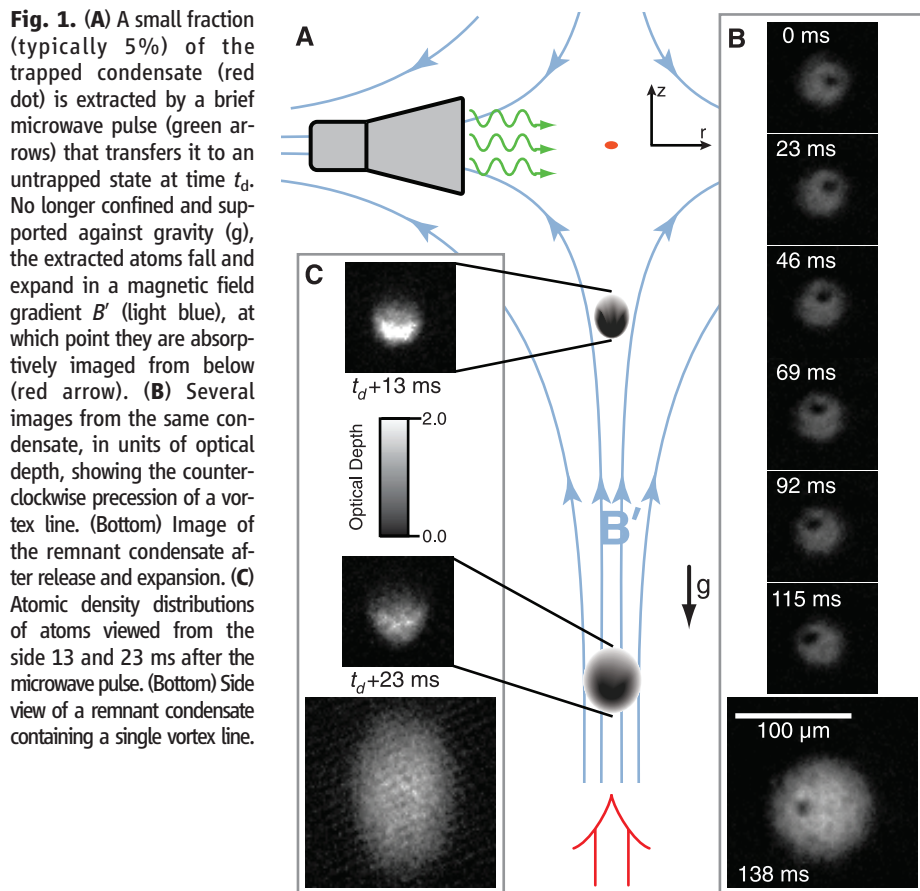 Fig. 1. (A) A small fraction
(typically 5%) of the
trapped condensate (red
dot) is extracted by a brief
microwave pulse (green ar-
rows) that transfers it to an
untrapped state at time t_d.
No longer confined and sup-
ported against gravity (g),
the extracted atoms fall and
expand in a magnetic field
gradient B′ (light blue), at
which point they are absorp-
tively imaged from below
(red arrow). (B) Several
images from the same con-
densate, in units of optical
depth, showing the counter-
clockwise precession of a vor-
tex line. (Bottom) Image of
the remnant condensate af-
ter release and expansion. (C)
Atomic density distributions
of atoms viewed from the
side 13 and 23 ms after the
microwave pulse. (Bottom) Side
view of a remnant condensate
containing a single vortex line.
A
z
r
C
t_d+13 ms
2.0
Optical Depth
0.0
t_d+23 ms
B′
g
B
0 ms
23 ms
46 ms
69 ms
92 ms
115 ms
100 µm
138 ms